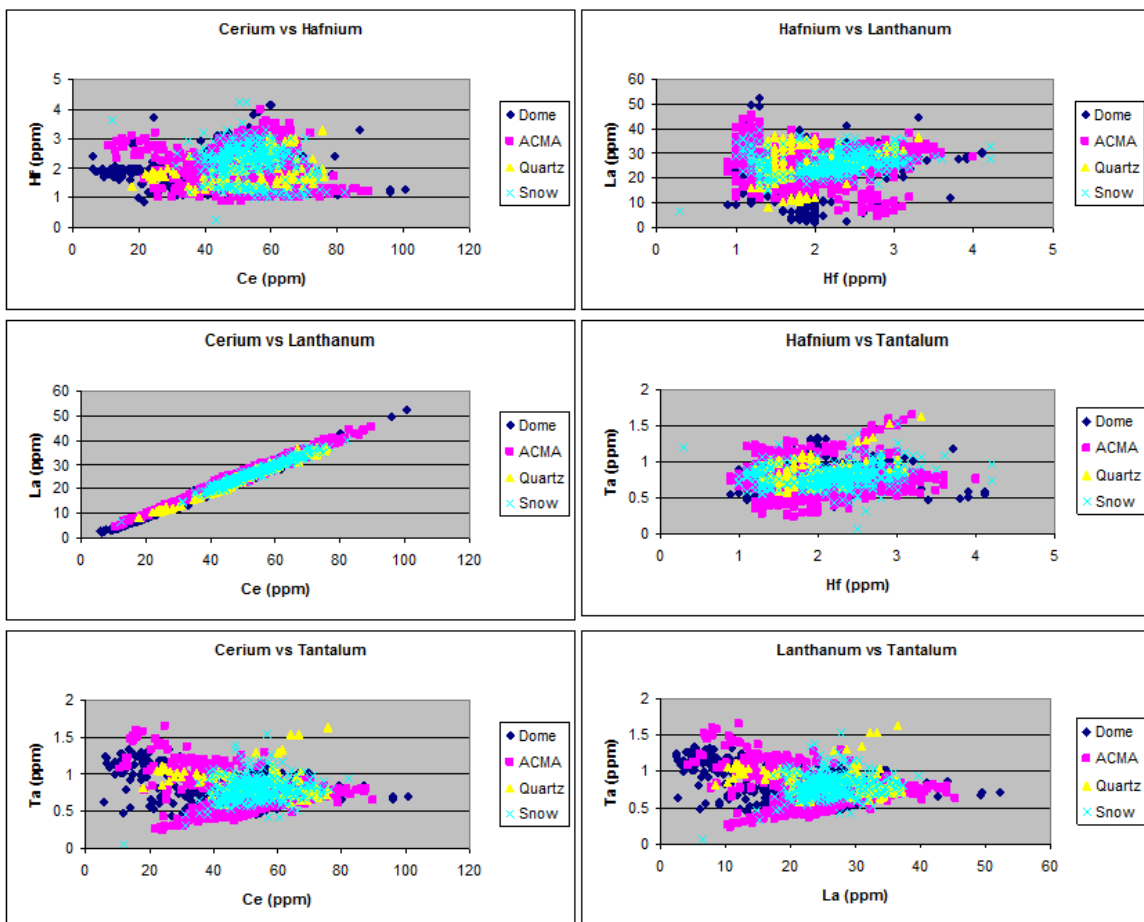 Cerium vs Hafnium
5
4
3
2
1
0
Hf (ppm)
0 20 40 60 80 100 120
Ce (ppm)
Dome
ACMA
Quartz
Snow
Hafnium vs Lanthanum
60
50
40
30
20
10
0
La (ppm)
0 1 2 3 4 5
Hf (ppm)
Dome
ACMA
Quartz
Snow
Cerium vs Lanthanum
60
50
40
30
20
10
0
La (ppm)
0 20 40 60 80 100 120
Ce (ppm)
Dome
ACMA
Quartz
Snow
Hafnium vs Tantalum
2
1.5
1
0.5
0
Ta (ppm)
0 1 2 3 4 5
Hf (ppm)
Dome
ACMA
Quartz
Snow
Cerium vs Tantalum
2
1.5
1
0.5
0
Ta (ppm)
0 20 40 60 80 100 120
Ce (ppm)
Dome
ACMA
Quartz
Snow
Lanthanum vs Tantalum
2
1.5
1
0.5
0
Ta (ppm)
0 10 20 30 40 50 60
La (ppm)
Dome
ACMA
Quartz
Snow